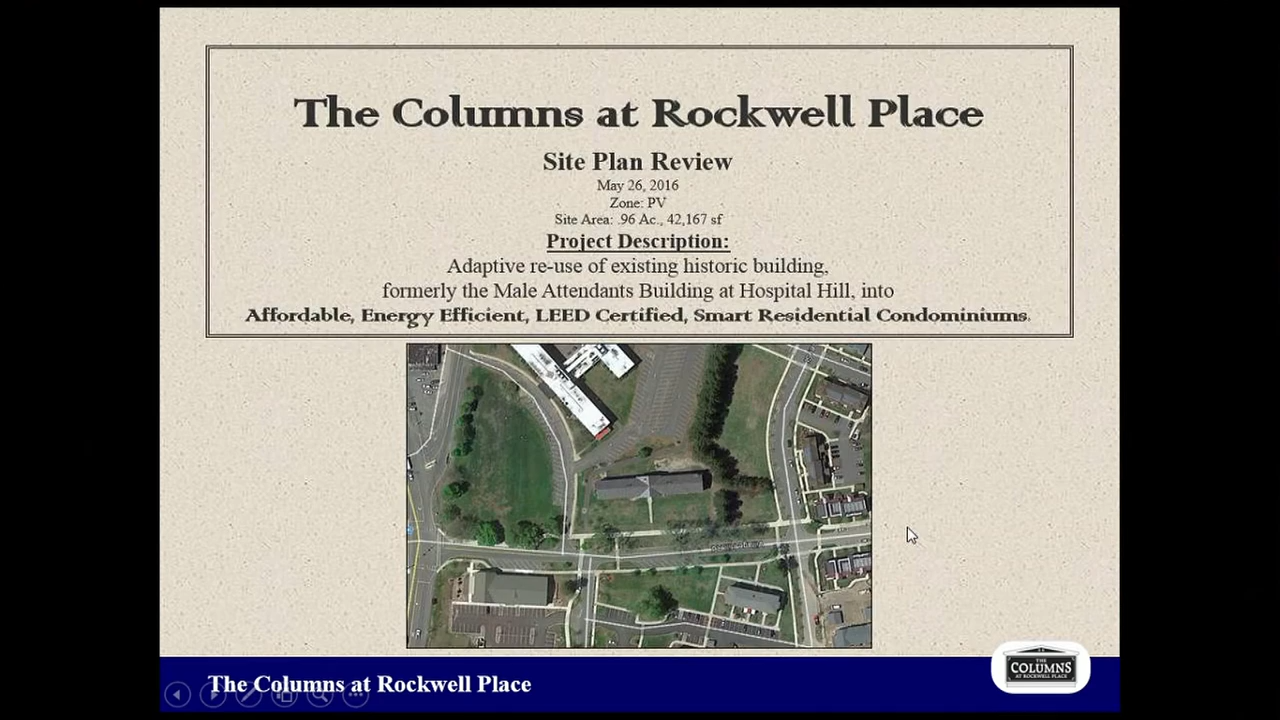 The Columns at Rockwell Place
Site Plan Review
May 26, 2016
Zone: PV
Site Area: .96 Ac., 42,167 sf
Project Description:
Adaptive re-use of existing historic building,
formerly the Male Attendants Building at Hospital Hill, into
Affordable, Energy Efficient, LEED Certified, Smart Residential Condominiums.
The Columns at Rockwell Place
THE
COLUMNS
AT ROCKWELL PLACE